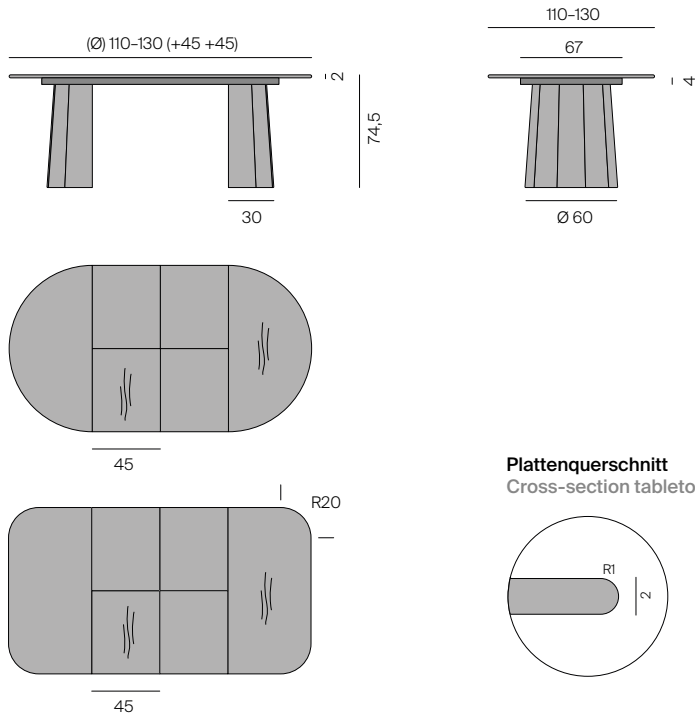 (Ø) 110–130 (+45 +45)
2
74,5
30
110–130
67
4
Ø 60
45
R20
45
Plattenquerschnitt
Cross-section tableto
R1
2